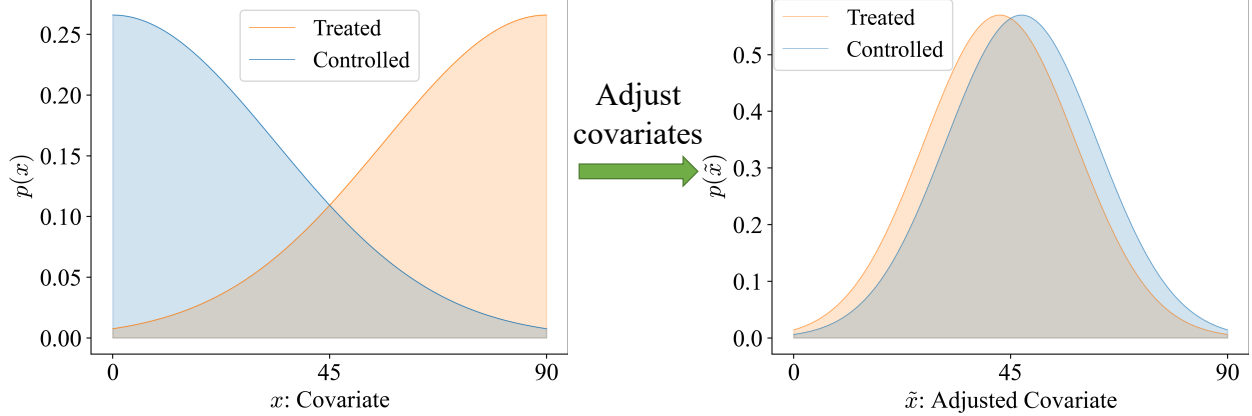 0.25
0.20
0.15
0.10
0.05
0.00
p(x)
Treated
Controlled
0
45
90
x: Covariate
Adjust
covariates
0.5
0.4
0.3
0.2
0.1
0.0
p(x̃)
Treated
Controlled
0
45
90
x̃: Adjusted Covariate